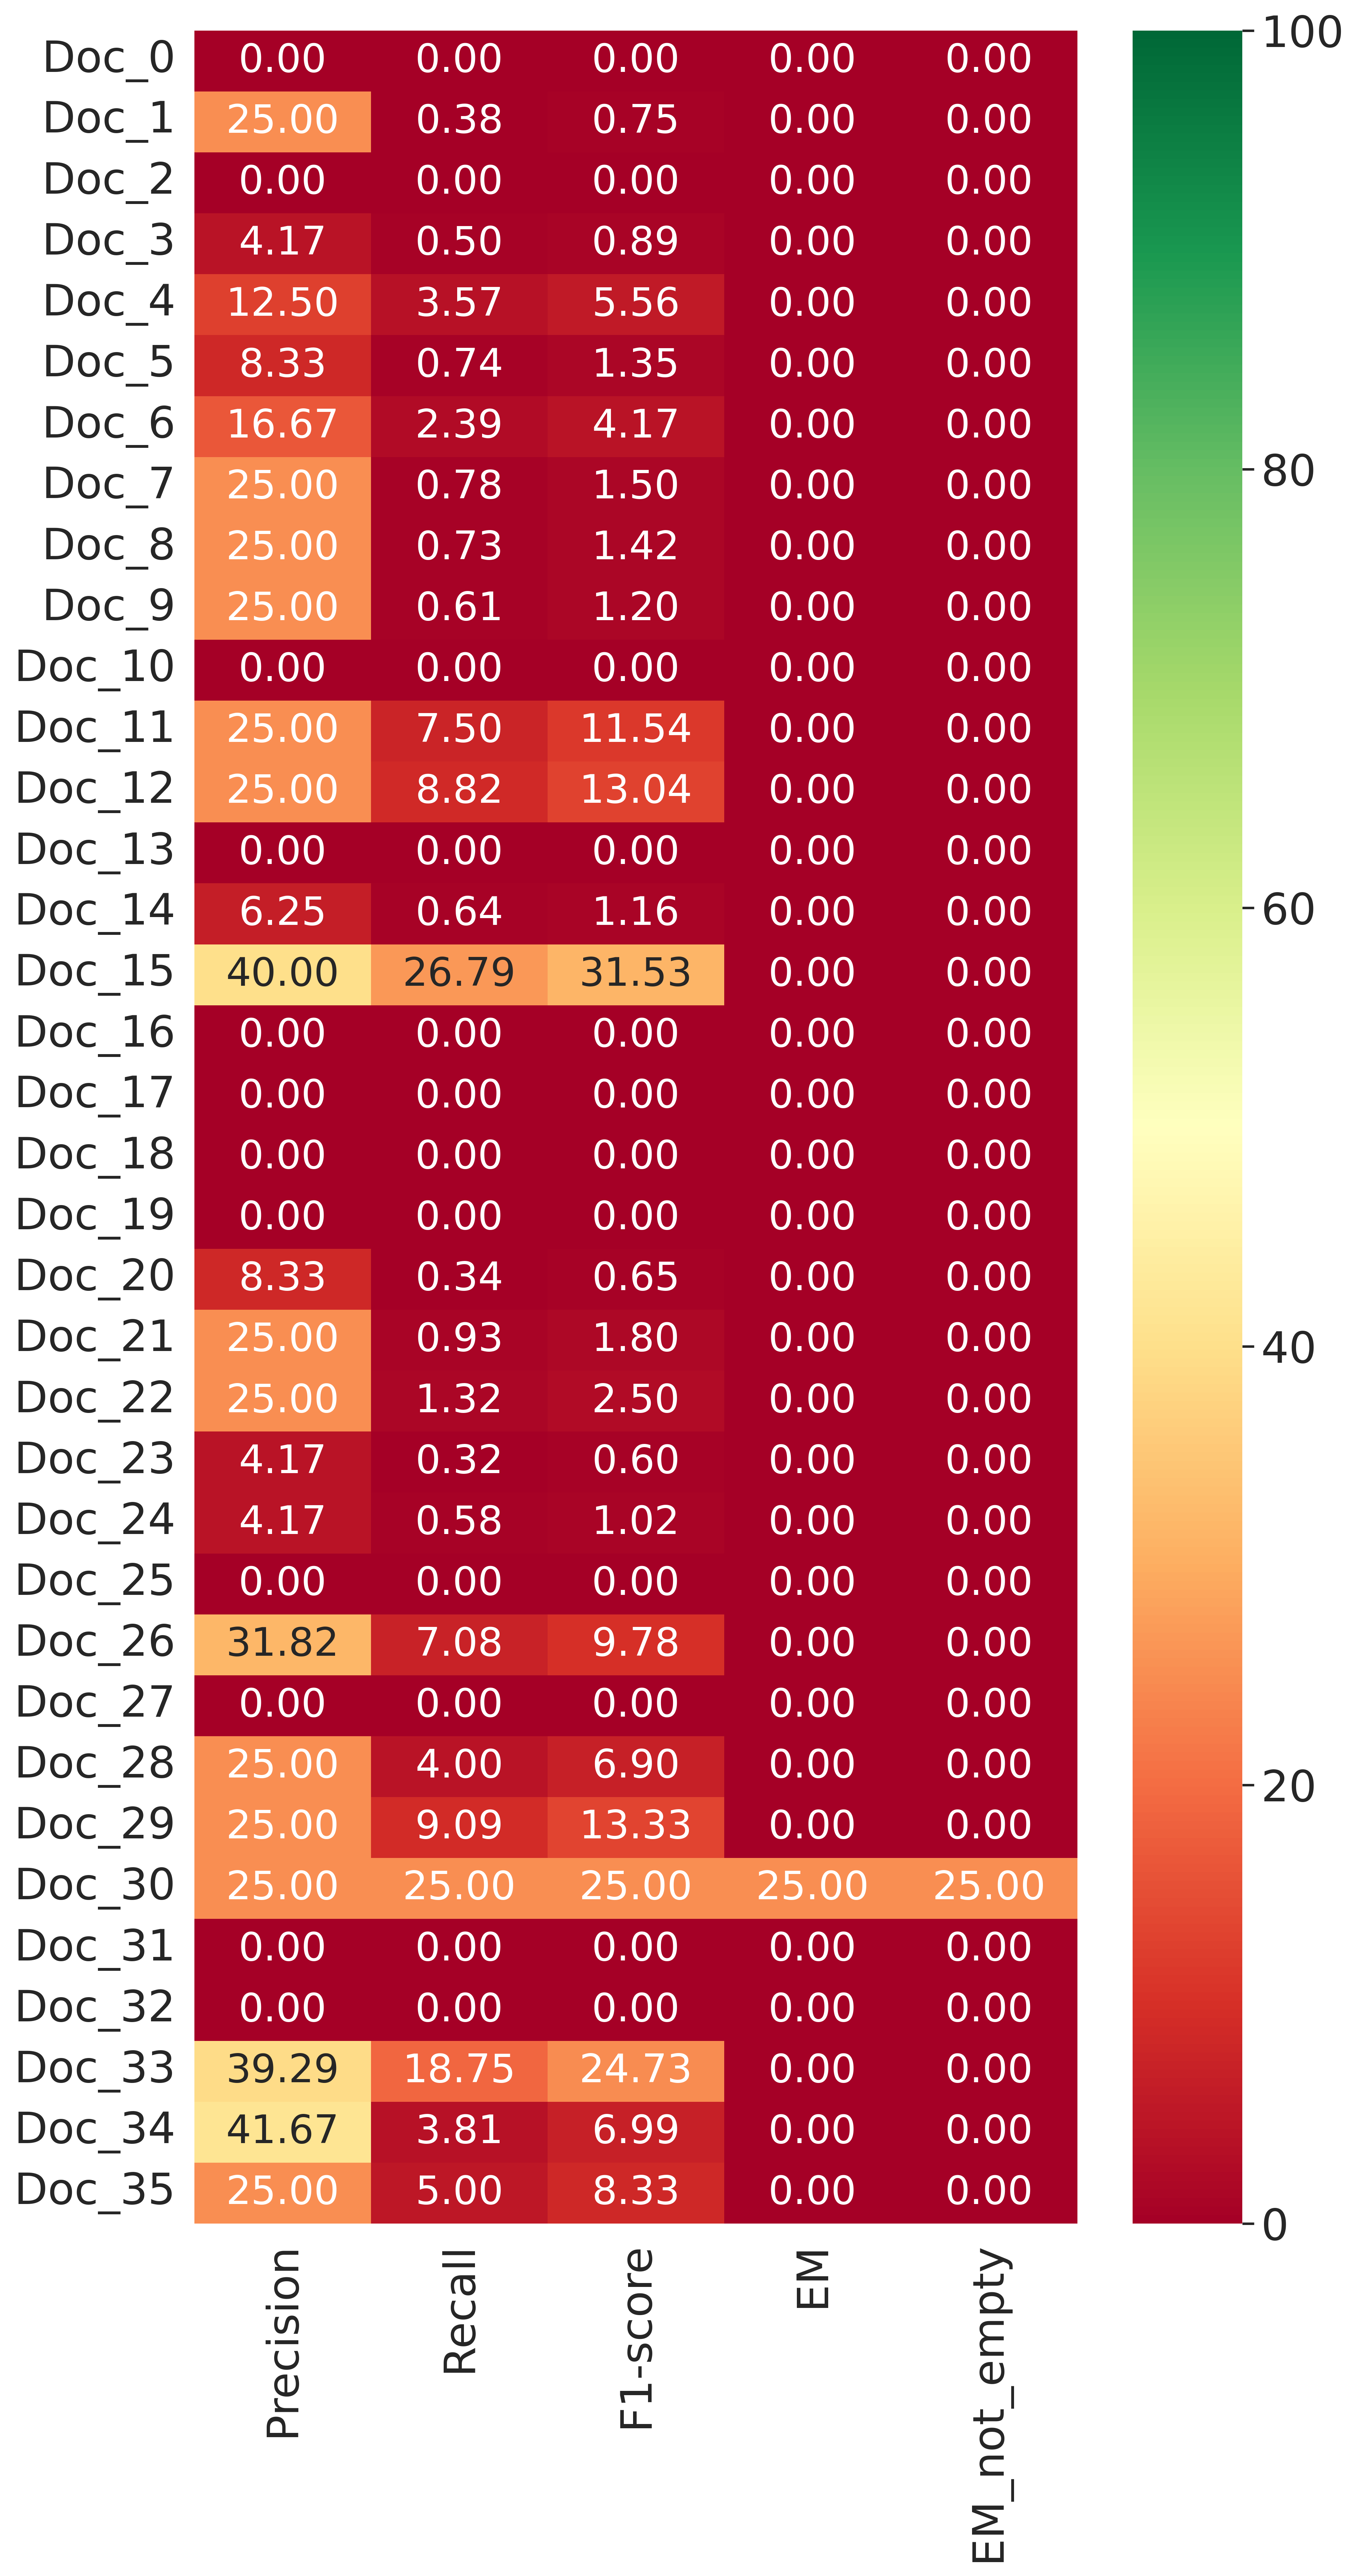 Doc_0 0.00 0.00 0.00 0.00 0.00
Doc_1 25.00 0.38 0.75 0.00 0.00
Doc_2 0.00 0.00 0.00 0.00 0.00
Doc_3 4.17 0.50 0.89 0.00 0.00
Doc_4 12.50 3.57 5.56 0.00 0.00
Doc_5 8.33 0.74 1.35 0.00 0.00
Doc_6 16.67 2.39 4.17 0.00 0.00
Doc_7 25.00 0.78 1.50 0.00 0.00
Doc_8 25.00 0.73 1.42 0.00 0.00
Doc_9 25.00 0.61 1.20 0.00 0.00
Doc_10 0.00 0.00 0.00 0.00 0.00
Doc_11 25.00 7.50 11.54 0.00 0.00
Doc_12 25.00 8.82 13.04 0.00 0.00
Doc_13 0.00 0.00 0.00 0.00 0.00
Doc_14 6.25 0.64 1.16 0.00 0.00
Doc_15 40.00 26.79 31.53 0.00 0.00
Doc_16 0.00 0.00 0.00 0.00 0.00
Doc_17 0.00 0.00 0.00 0.00 0.00
Doc_18 0.00 0.00 0.00 0.00 0.00
Doc_19 0.00 0.00 0.00 0.00 0.00
Doc_20 8.33 0.34 0.65 0.00 0.00
Doc_21 25.00 0.93 1.80 0.00 0.00
Doc_22 25.00 1.32 2.50 0.00 0.00
Doc_23 4.17 0.32 0.60 0.00 0.00
Doc_24 4.17 0.58 1.02 0.00 0.00
Doc_25 0.00 0.00 0.00 0.00 0.00
Doc_26 31.82 7.08 9.78 0.00 0.00
Doc_27 0.00 0.00 0.00 0.00 0.00
Doc_28 25.00 4.00 6.90 0.00 0.00
Doc_29 25.00 9.09 13.33 0.00 0.00
Doc_30 25.00 25.00 25.00 25.00 25.00
Doc_31 0.00 0.00 0.00 0.00 0.00
Doc_32 0.00 0.00 0.00 0.00 0.00
Doc_33 39.29 18.75 24.73 0.00 0.00
Doc_34 41.67 3.81 6.99 0.00 0.00
Doc_35 25.00 5.00 8.33 0.00 0.00
Precision Recall F1-score EM EM_not_empty
100
80
60
40
20
0